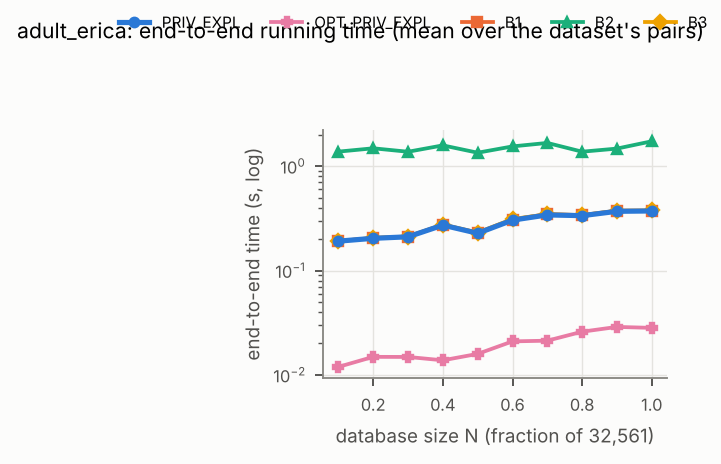 PRIV_EXPL OPT_PRIV_EXPL B1 B2 B3
adult_erica: end-to-end running time (mean over the dataset's pairs)
end-to-end time (s, log)
10⁰
10⁻¹
10⁻²
0.2 0.4 0.6 0.8 1.0
database size N (fraction of 32,561)